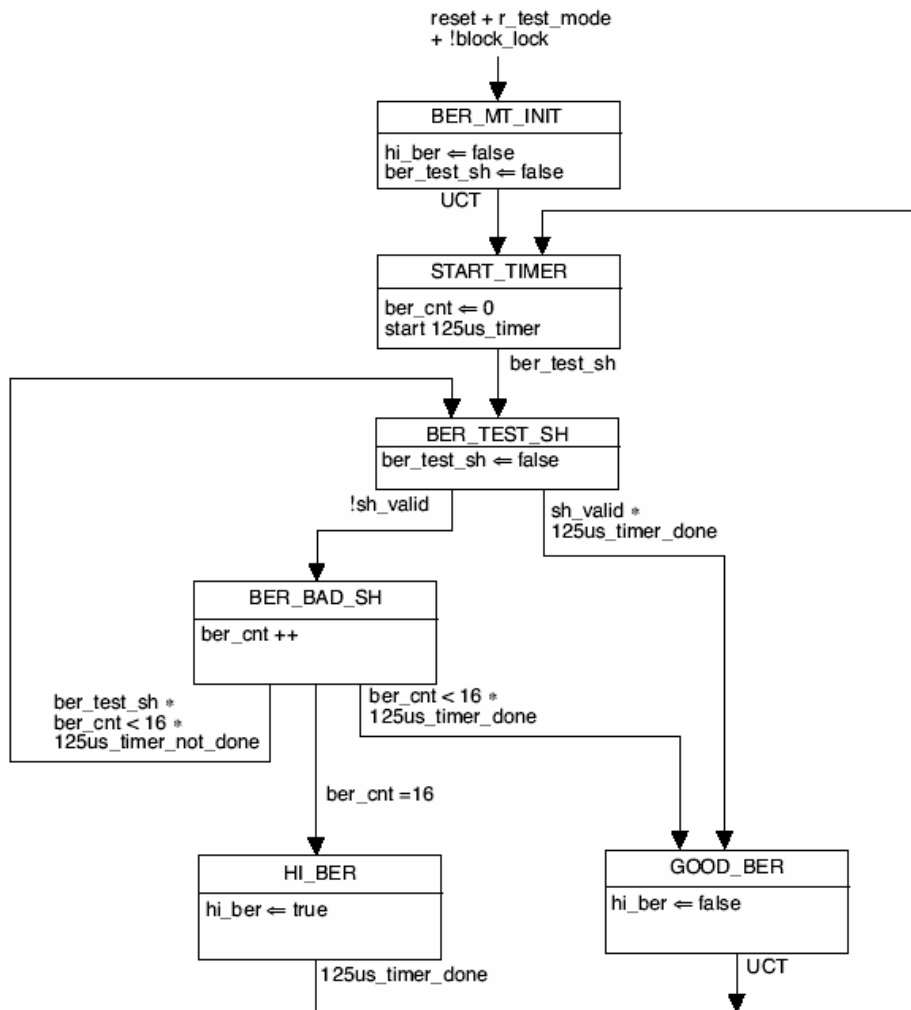 reset + r_test_mode
+ !block_lock
BER_MT_INIT
hi_ber ⇐ false
ber_test_sh ⇐ false
UCT
START_TIMER
ber_cnt ⇐ 0
start 125us_timer
ber_test_sh
BER_TEST_SH
ber_test_sh ⇐ false
!sh_valid
sh_valid *
125us_timer_done
BER_BAD_SH
ber_cnt ++
ber_test_sh *
ber_cnt < 16 *
125us_timer_not_done
ber_cnt < 16 *
125us_timer_done
ber_cnt =16
HI_BER
hi_ber ⇐ true
125us_timer_done
GOOD_BER
hi_ber ⇐ false
UCT